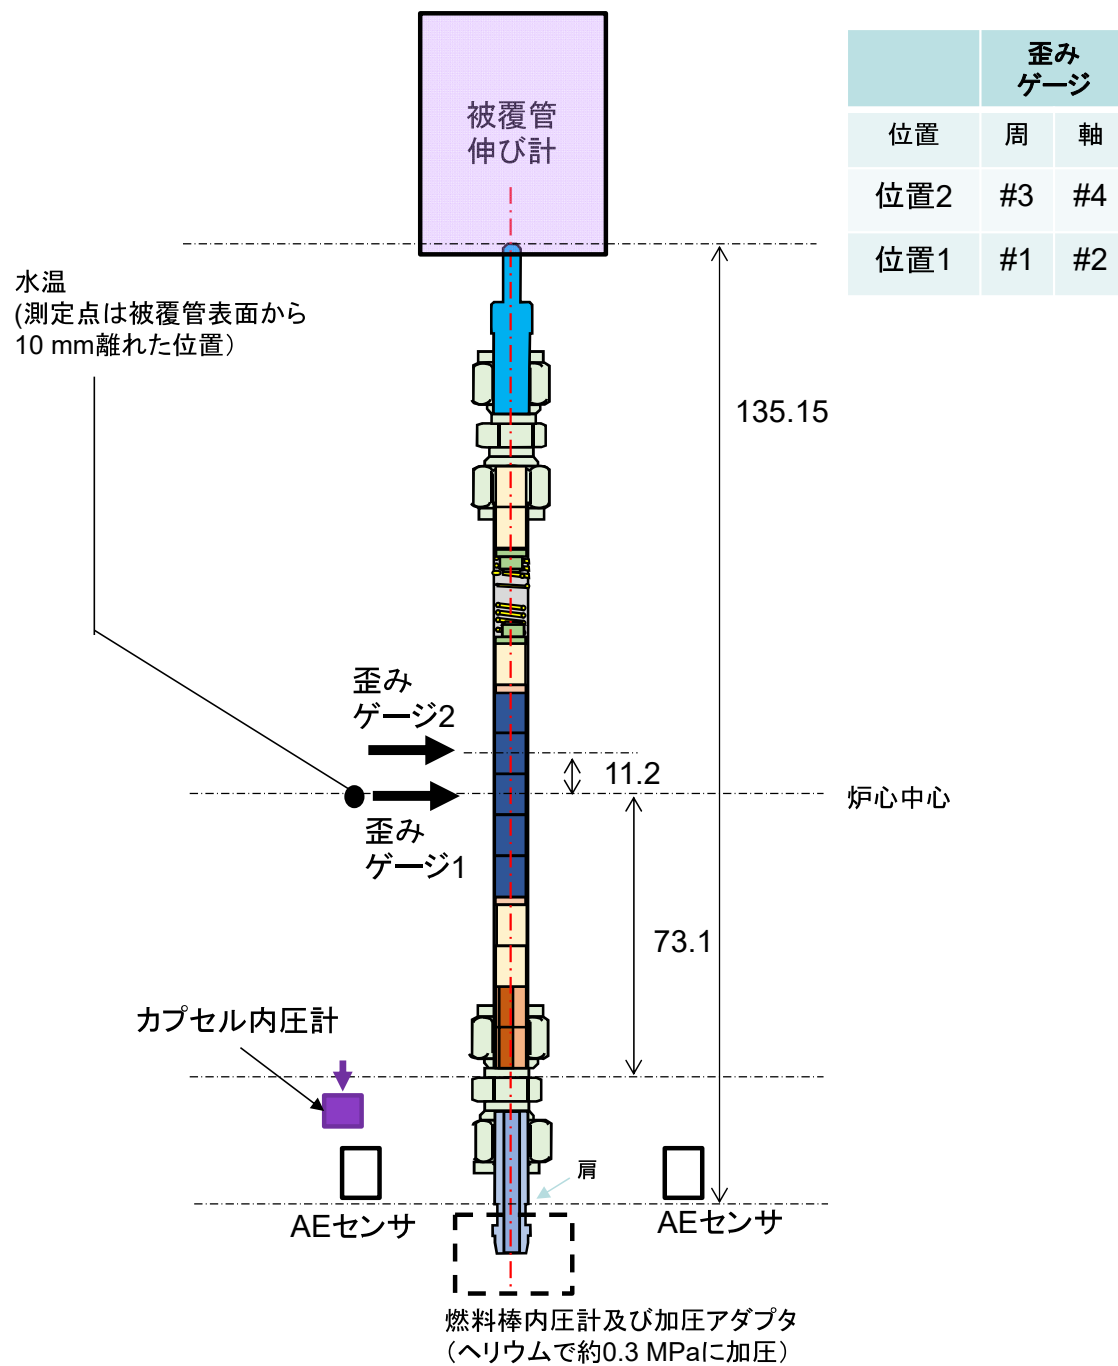 被覆管
伸び計
歪み
ゲージ
位置 周 軸
位置2 #3 #4
位置1 #1 #2
水温
(測定点は被覆管表面から
10 mm離れた位置）
135.15
歪み
ゲージ2
11.2
炉心中心
歪み
ゲージ1
73.1
カプセル内圧計
肩
AEセンサ
AEセンサ
燃料棒内圧計及び加圧アダプタ
（ヘリウムで約0.3 MPaに加圧）